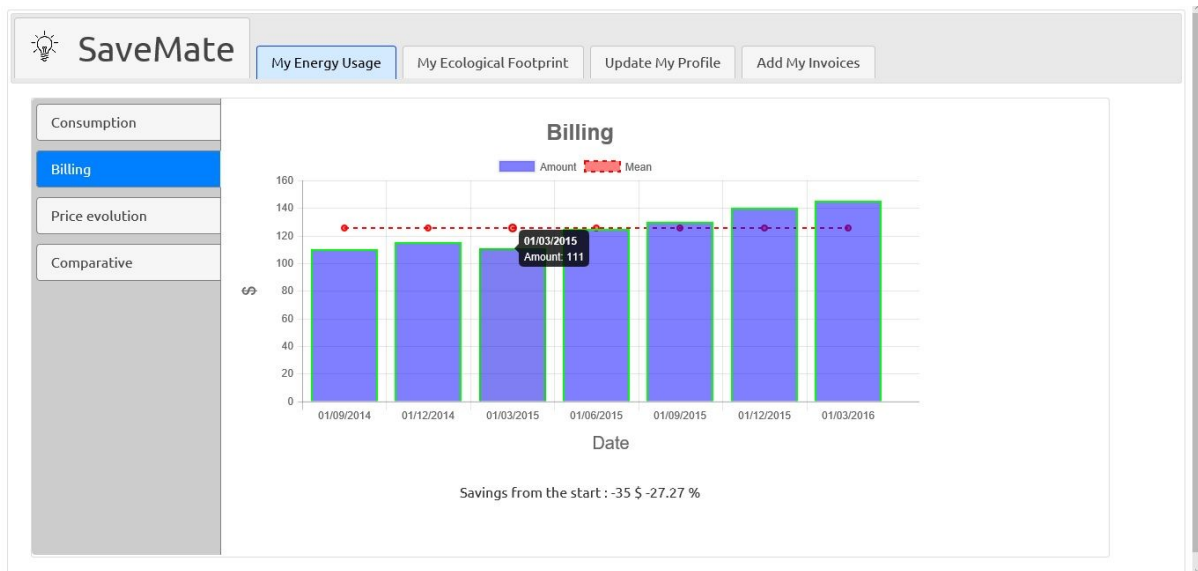 SaveMate
My Energy Usage
My Ecological Footprint
Update My Profile
Add My Invoices
Consumption
Billing
Price evolution
Comparative
Billing
Amount Mean
160
140
120
100
80
60
40
20
0
$
01/03/2015
Amount: 111
01/09/2014 01/12/2014 01/03/2015 01/06/2015 01/09/2015 01/12/2015 01/03/2016
Date
Savings from the start : -35 $ -27.27 %